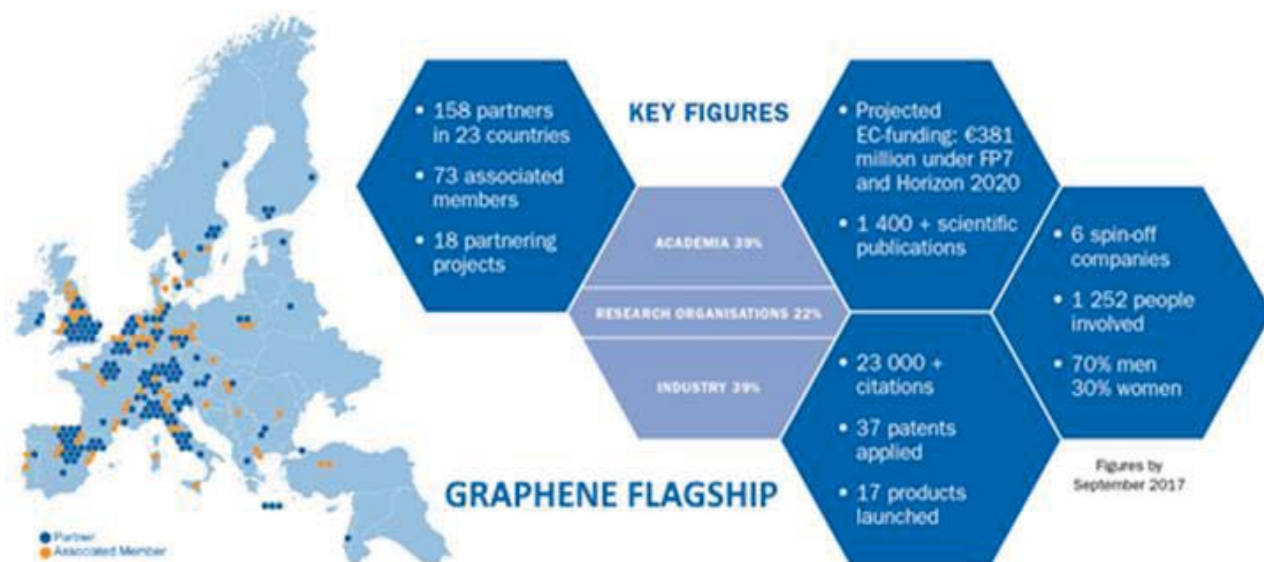 • 158 partners
in 23 countries
• 73 associated
members
• 18 partnering
projects
KEY FIGURES
ACADEMIA 39%
RESEARCH ORGANISATIONS 22%
INDUSTRY 39%
• Projected
EC-funding: €381
million under FP7
and Horizon 2020
• 1 400 + scientific
publications
• 6 spin-off
companies
• 1 252 people
involved
• 70% men
30% women
• 23 000 +
citations
• 37 patents
applied
• 17 products
launched
Figures by
September 2017
GRAPHENE FLAGSHIP
Partner
Associated Member